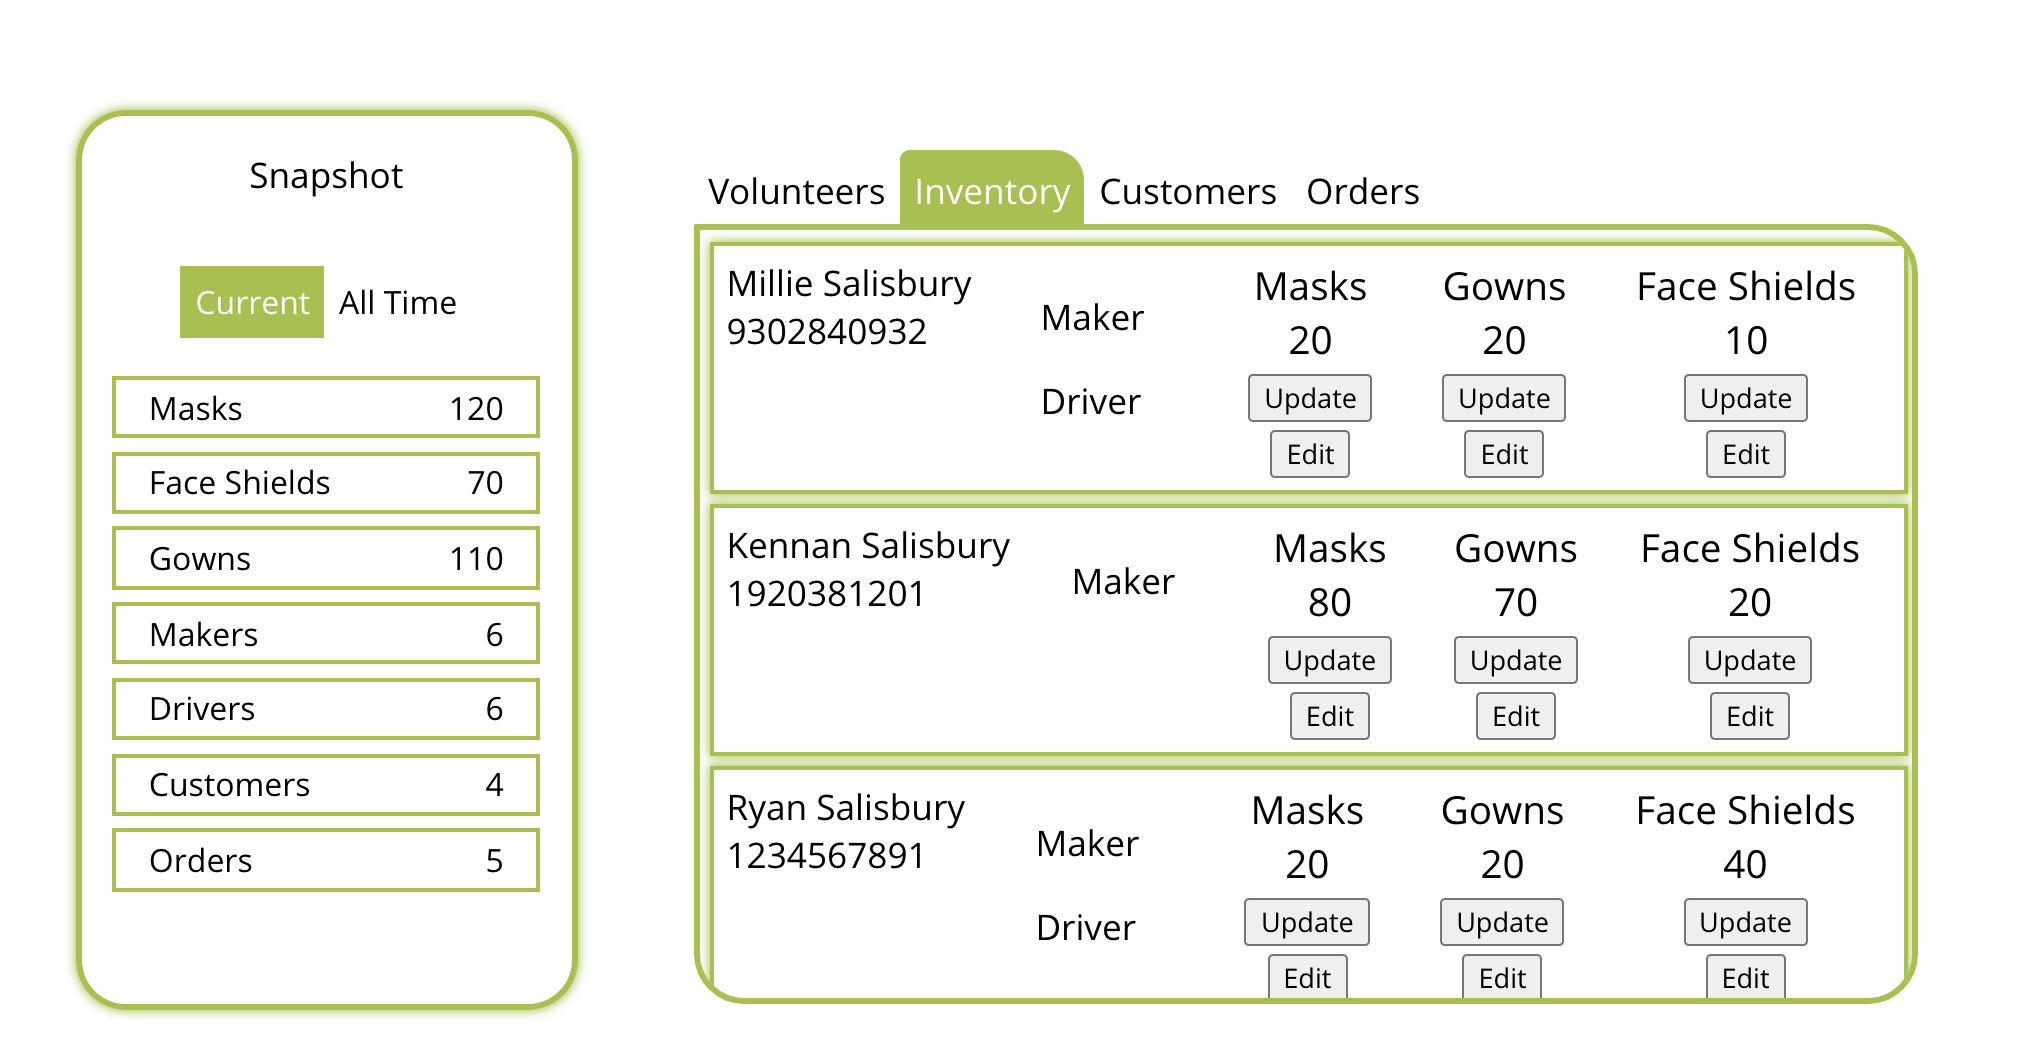 Snapshot
Current All Time
Masks 120
Face Shields 70
Gowns 110
Makers 6
Drivers 6
Customers 4
Orders 5
Volunteers Inventory Customers Orders
Millie Salisbury
9302840932
Maker
Driver
Masks Gowns Face Shields
20 20 10
Update Update Update
Edit Edit Edit
Kennan Salisbury
1920381201
Maker
Masks Gowns Face Shields
80 70 20
Update Update Update
Edit Edit Edit
Ryan Salisbury
1234567891
Maker
Driver
Masks Gowns Face Shields
20 20 40
Update Update Update
Edit Edit Edit